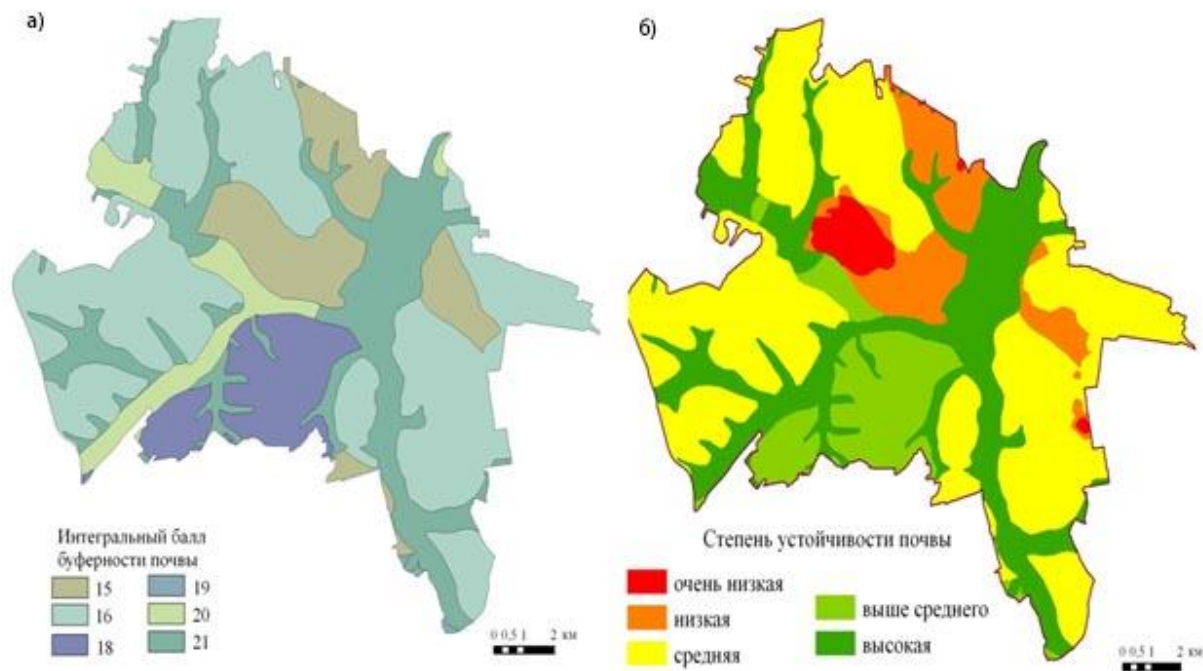 а)
Интегральный балл
буферности почвы
15
19
16
20
18
21
0 0,5 1 2 км
б)
Степень устойчивости почвы
очень низкая
низкая
средняя
выше среднего
высокая
0 0,5 1 2 км